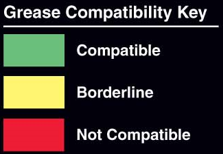 Grease Compatibility Key
Compatible
Borderline
Not Compatible